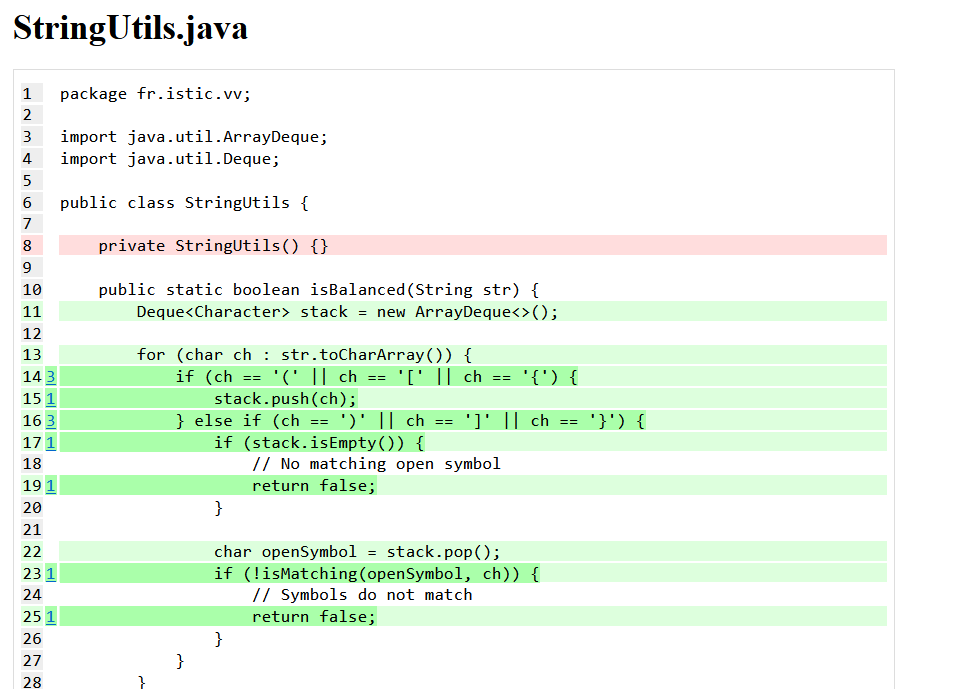 StringUtils.java
1 package fr.istic.vv;
2
3 import java.util.ArrayDeque;
4 import java.util.Deque;
5
6 public class StringUtils {
7
8 private StringUtils() {}
9
10 public static boolean isBalanced(String str) {
11 Deque<Character> stack = new ArrayDeque<>();
12
13 for (char ch : str.toCharArray()) {
14 3 if (ch == '(' || ch == '[' || ch == '{') {
15 1 stack.push(ch);
16 3 } else if (ch == ')' || ch == ']' || ch == '}') {
17 1 if (stack.isEmpty()) {
18 // No matching open symbol
19 1 return false;
20 }
21
22 char openSymbol = stack.pop();
23 1 if (!isMatching(openSymbol, ch)) {
24 // Symbols do not match
25 1 return false;
26 }
27 }
28 }